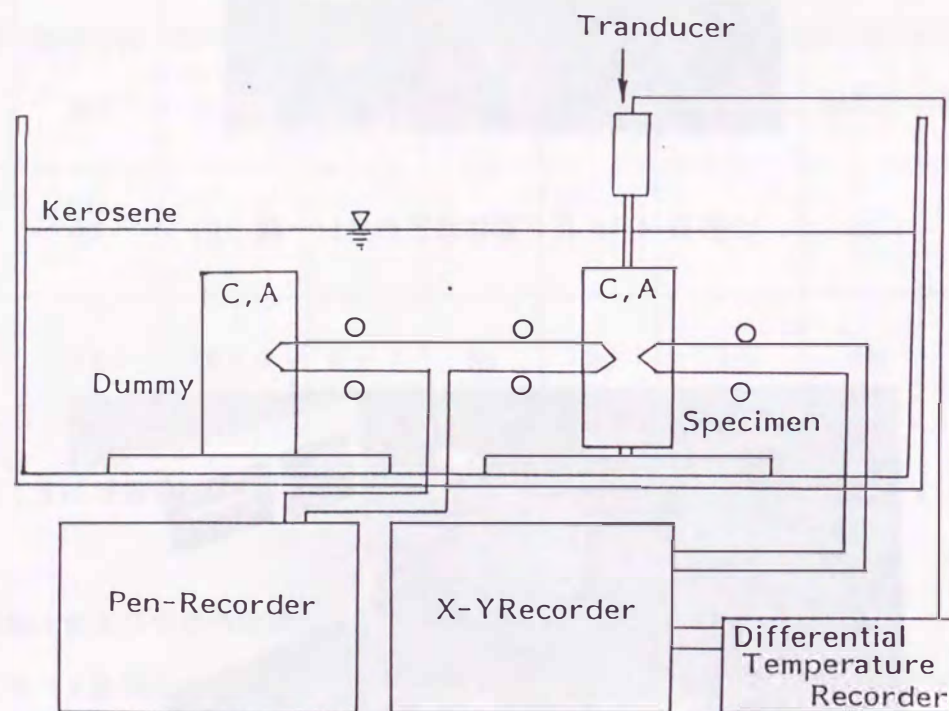 Tranducer
Kerosene
C,A
C,A
Dummy
Specimen
Pen-Recorder
X-YRecorder
Differential
Temperature
Recorder